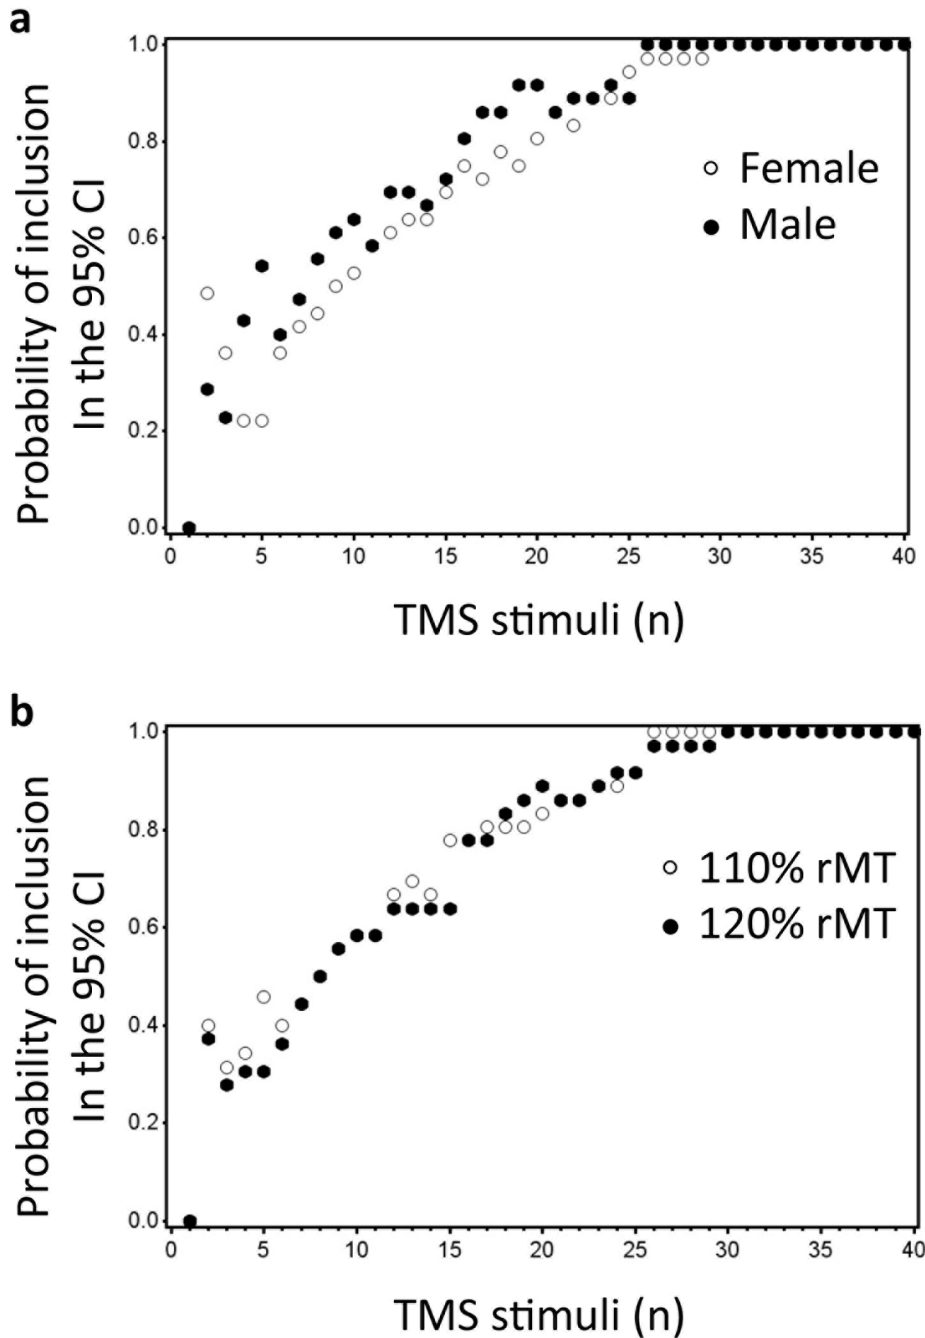 a
Probability of inclusion
In the 95% CI
1.0
0.8
0.6
0.4
0.2
0.0
Female
Male
0 5 10 15 20 25 30 35 40
TMS stimuli (n)
b
Probability of inclusion
In the 95% CI
1.0
0.8
0.6
0.4
0.2
0.0
110% rMT
120% rMT
0 5 10 15 20 25 30 35 40
TMS stimuli (n)